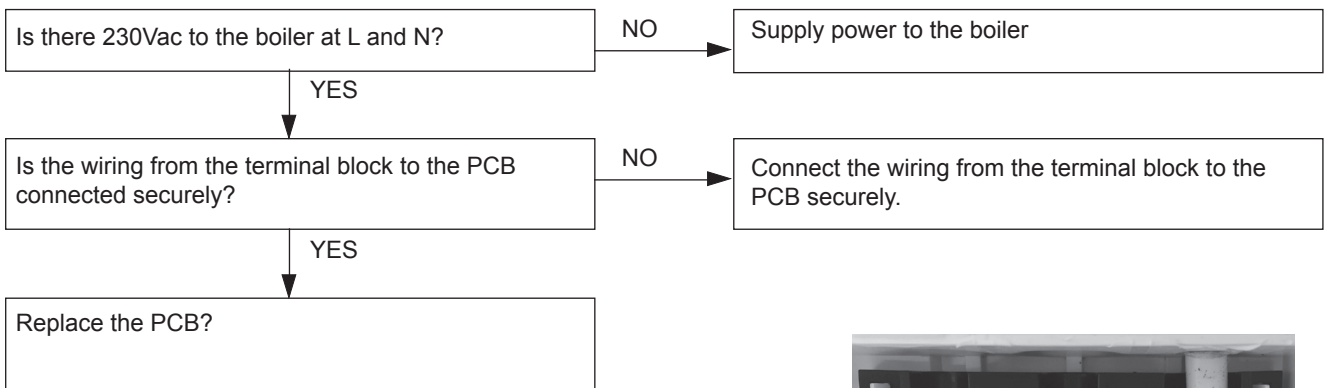 Is there 230Vac to the boiler at L and N?
NO
Supply power to the boiler
YES
Is the wiring from the terminal block to the PCB
connected securely?
NO
Connect the wiring from the terminal block to the
PCB securely.
YES
Replace the PCB?